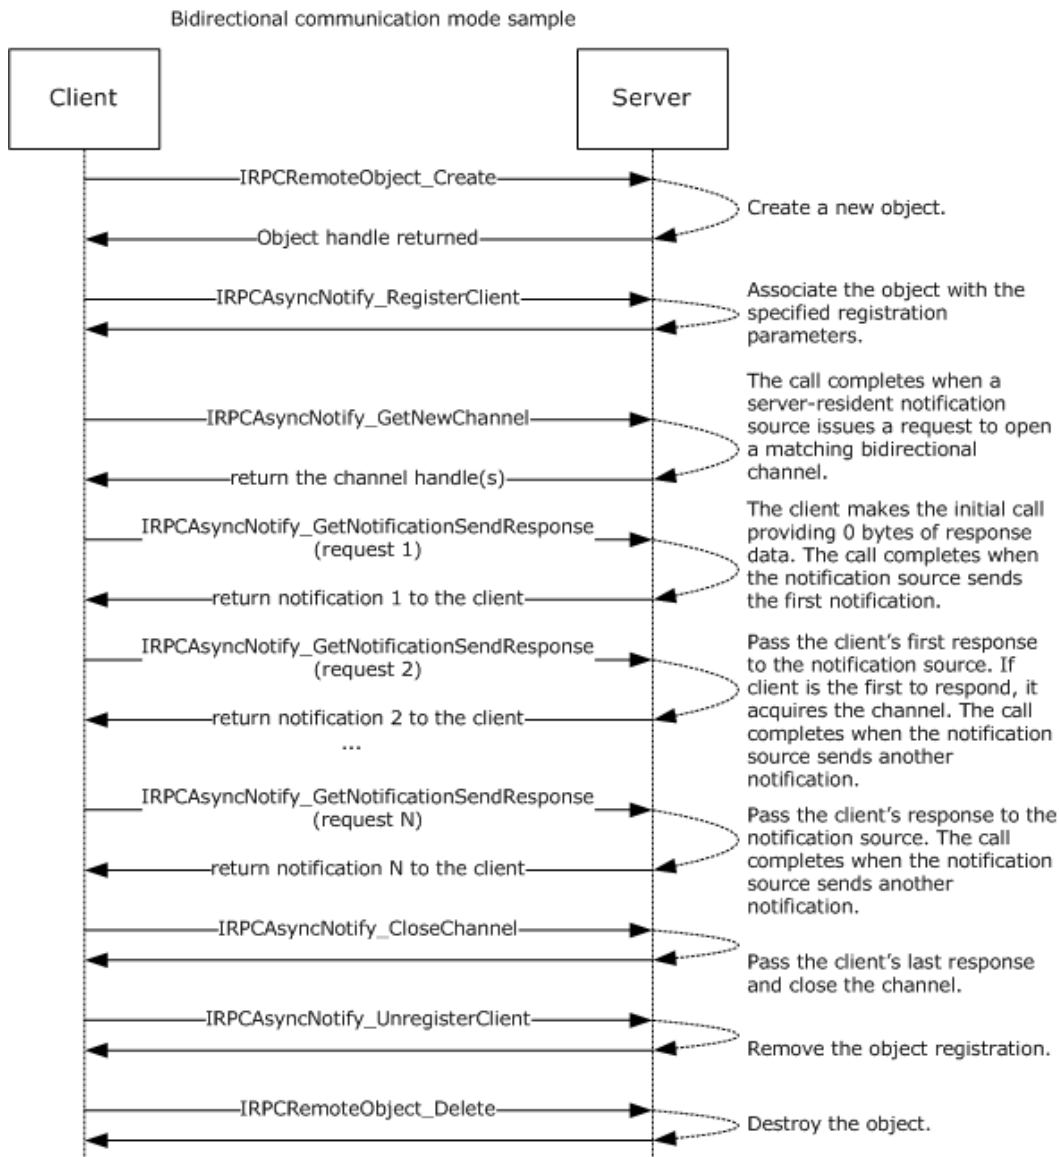 Bidirectional communication mode sample
Client
Server
IRPCRemoteObject_Create
Create a new object.
Object handle returned
IRPCAsyncNotify_RegisterClient
Associate the object with the
specified registration
parameters.
IRPCAsyncNotify_GetNewChannel
The call completes when a
server-resident notification
source issues a request to open
a matching bidirectional
channel.
return the channel handle(s)
IRPCAsyncNotify_GetNotificationSendResponse
(request 1)
The client makes the initial call
providing 0 bytes of response
data. The call completes when
the notification source sends
the first notification.
return notification 1 to the client
IRPCAsyncNotify_GetNotificationSendResponse
(request 2)
Pass the client's first response
to the notification source. If
client is the first to respond, it
acquires the channel. The call
completes when the notification
source sends another
notification.
return notification 2 to the client
...
IRPCAsyncNotify_GetNotificationSendResponse
(request N)
Pass the client's response to the
notification source. The call
completes when the notification
source sends another
notification.
return notification N to the client
IRPCAsyncNotify_CloseChannel
Pass the client's last response
and close the channel.
IRPCAsyncNotify_UnregisterClient
Remove the object registration.
IRPCRemoteObject_Delete
Destroy the object.